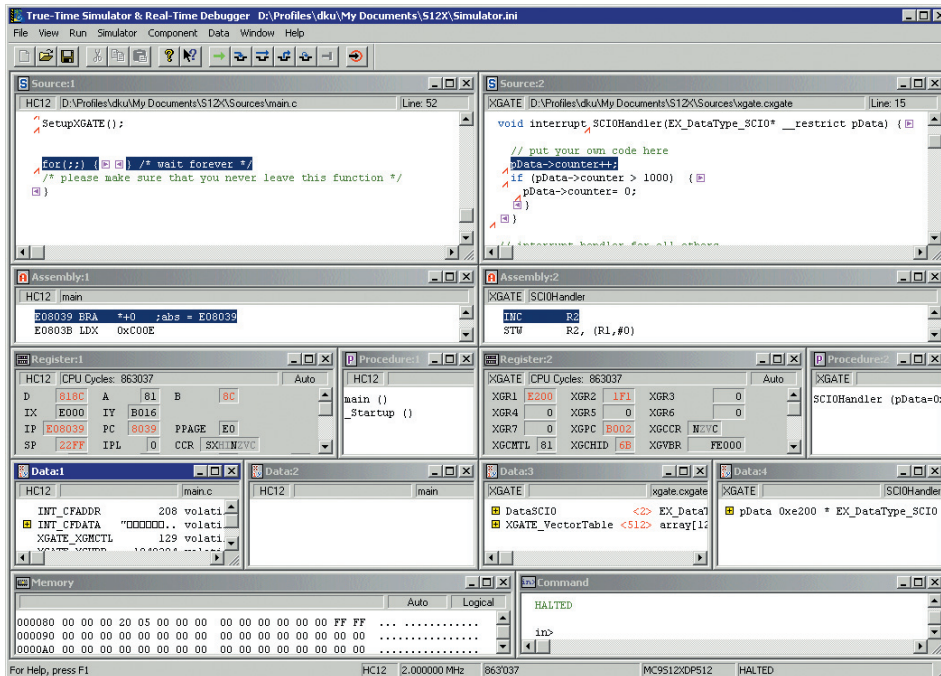 True-Time Simulator & Real-Time Debugger D:\Profiles\dku\My Documents\S12X\Simulator.ini
File View Run Simulator Component Data Window Help
Source:1
HC12 D:\Profiles\dku\My Documents\S12X\Sources\main.c Line: 52
SetupXGATE();
for(;;) { } /* wait forever */
/* please make sure that you never leave this function */
}
Source:2
XGATE D:\Profiles\dku\My Documents\S12X\Sources\xgate.cxgate Line: 15
void interrupt SCI0Handler(EX_DataType_SCI0* __restrict pData) {
// put your own code here
pData->counter++;
if (pData->counter > 1000) {
pData->counter= 0;
}
}
// interrupt handler for all others
Assembly:1
HC12 main
E08039 BRA *+0 ;abs = E08039
E0803B LDX 0xC00E
Assembly:2
XGATE SCI0Handler
INC R2
STW R2, (R1,#0)
Register:1
HC12 CPU Cycles: 863037 Auto
D 818C A 81 B 8C
IX E000 IY B016
IP E08039 PC 8039 PPAGE E0
SP 22FF IPL 0 CCR SXHINZVC
Procedure:1
HC12
main ()
_Startup ()
Register:2
XGATE CPU Cycles: 863037 Auto
XGR1 E200 XGR2 1F1 XGR3 0
XGR4 0 XGR5 0 XGR6 0
XGR7 0 XGPC B002 XGCCR NZVC
XGCMTL 81 XGCHID 6B XGVBR FE000
Procedure:2
XGATE
SCI0Handler (pData=0x
Data:1
HC12 main.c
INT_CFADDR 208 volati
INT_CFDATA volati
XGATE_XGMCTL 129 volati
Data:2
HC12 main
Data:3
XGATE xgate.cxgate
DataSCI0 <2> EX_DataT
XGATE_VectorTable <512> array[12
Data:4
XGATE SCI0Handler
pData 0xe200 * EX_DataType_SCI0
Memory
Auto Logical
000080 00 00 00 20 05 00 00 00 00 00 00 00 00 00 FF FF ... .............
000090 00 00 00 00 00 00 00 00 00 00 00 00 00 00 00 00 ................
0000A0 00 00 00 00 00 00 00 00 00 00 00 00 00 00 00 00 ................
Command
HALTED
in>
For Help, press F1 HC12 2.000000 MHz 863'037 MC9S12XDP512 HALTED